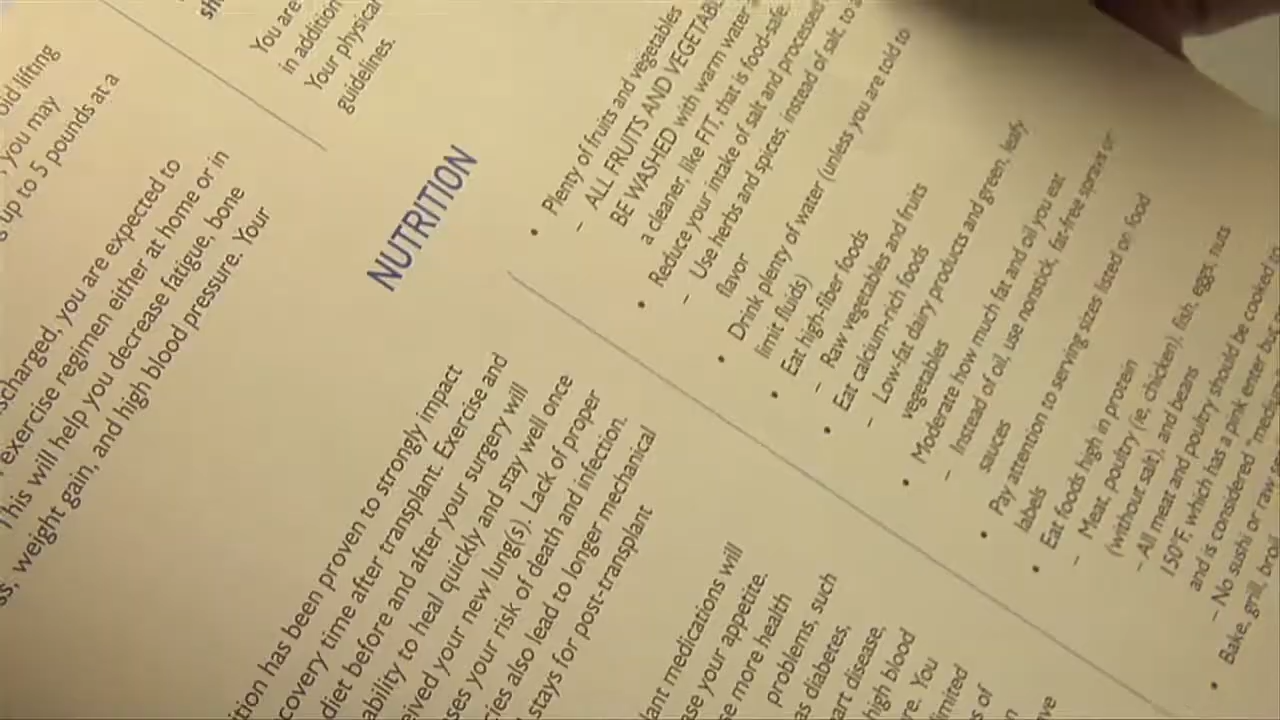 sh
You are
in addition
Your physical
guidelines.
oid lifting
, you may
up to 5 pounds at a
scharged, you are expected to
exercise regimen either at home or in
This will help you decrease fatigue, bone
ss, weight gain, and high blood pressure. Your
NUTRITION
ition has been proven to strongly impact
covery time after transplant. Exercise and
diet before and after your surgery will
ability to heal quickly and stay well once
eived your new lung(s). Lack of proper
ses your risk of death and infection.
cies also lead to longer mechanical
stays for post-transplant
lant medications will
ase your appetite.
se more health
problems, such
as diabetes,
art disease,
high blood
re. You
limited
s of
ve
• Plenty of fruits and vegetables
– ALL FRUITS AND VEGETAB
BE WASHED with warm water
a cleaner, like FIT, that is food-safe
• Reduce your intake of salt and processed
– Use herbs and spices, instead of salt, to a
flavor
• Drink plenty of water (unless you are told to
limit fluids)
• Eat high-fiber foods
– Raw vegetables and fruits
• Eat calcium-rich foods
– Low-fat dairy products and green, leafy
vegetables
• Moderate how much fat and oil you eat
– Instead of oil, use nonstick, fat-free sprays or
sauces
• Pay attention to serving sizes listed on food
labels
• Eat foods high in protein
– Meat, poultry (ie, chicken), fish, eggs, nuts
(without salt), and beans
– All meat and poultry should be cooked to
150°F, which has a pink center but
and is considered "medium
– No sushi or raw se
• Bake, grill, broil